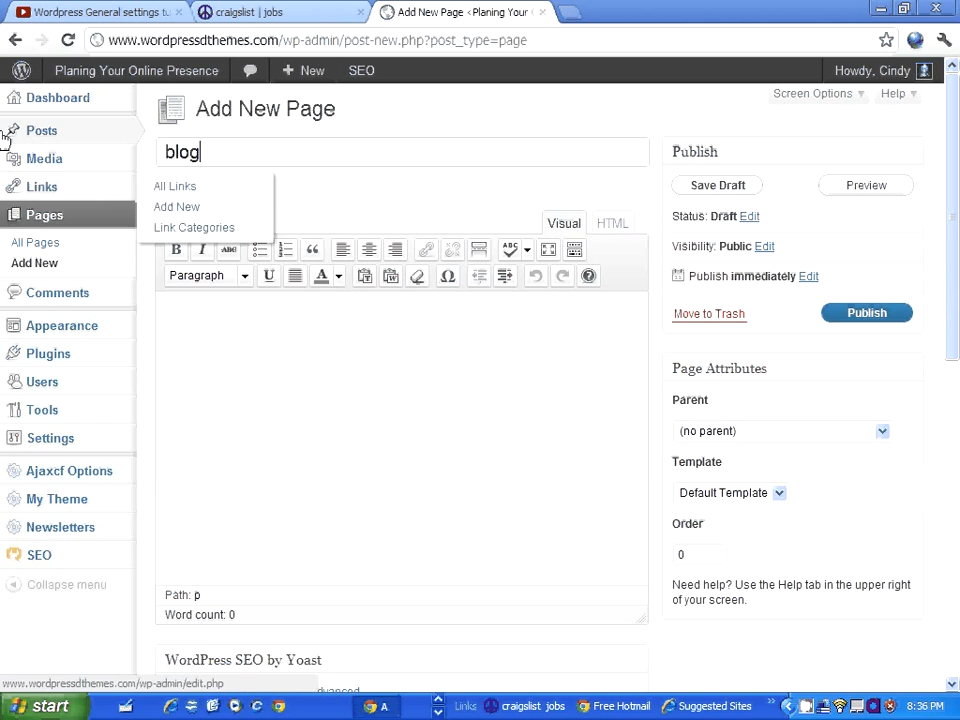 Wordpress General settings tu
craigslist | jobs
Add New Page ‹ Planing Your
www.wordpressdthemes.com/wp-admin/post-new.php?post_type=page
Planing Your Online Presence
New
SEO
Howdy, Cindy
Dashboard
Posts
Media
Links
Pages
All Pages
Add New
Comments
Appearance
Plugins
Users
Tools
Settings
Ajaxcf Options
My Theme
Newsletters
SEO
Collapse menu
Screen Options
Help
Add New Page
blog
All Links
Add New
Link Categories
Visual
HTML
B I ABC
ABC
Paragraph
U
A
Ω
Path: p
Word count: 0
WordPress SEO by Yoast
Publish
Save Draft
Preview
Status: Draft Edit
Visibility: Public Edit
Publish immediately Edit
Move to Trash
Publish
Page Attributes
Parent
(no parent)
Template
Default Template
Order
0
Need help? Use the Help tab in the upper right
of your screen.
www.wordpressdthemes.com/wp-admin/edit.php
start
A
Links
craigslist jobs
Free Hotmail
Suggested Sites
8:36 PM